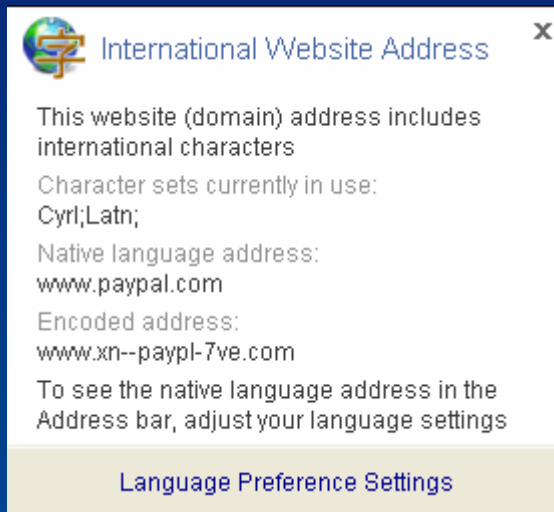 字 International Website Address
x
This website (domain) address includes
international characters
Character sets currently in use:
Cyrl;Latn;
Native language address:
www.paypаl.com
Encoded address:
www.xn--paypl-7ve.com
To see the native language address in the
Address bar, adjust your language settings
Language Preference Settings